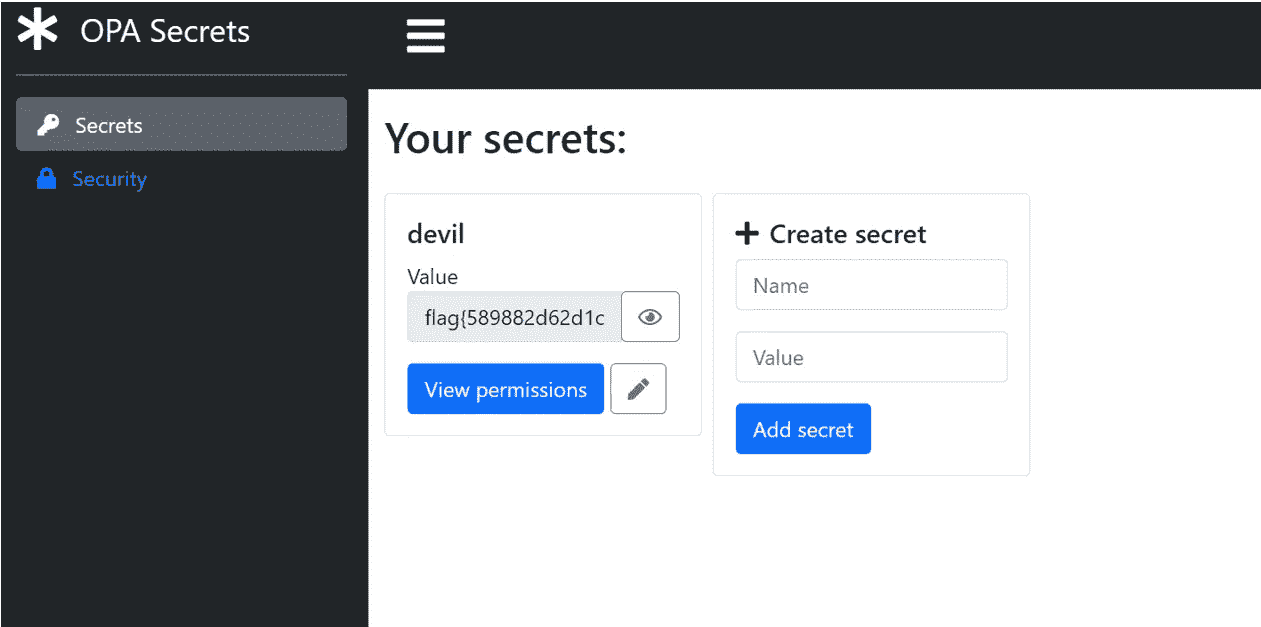 OPA Secrets
Secrets
Security
Your secrets:
devil
Value
flag{589882d62d1c
View permissions
Create secret
Name
Value
Add secret